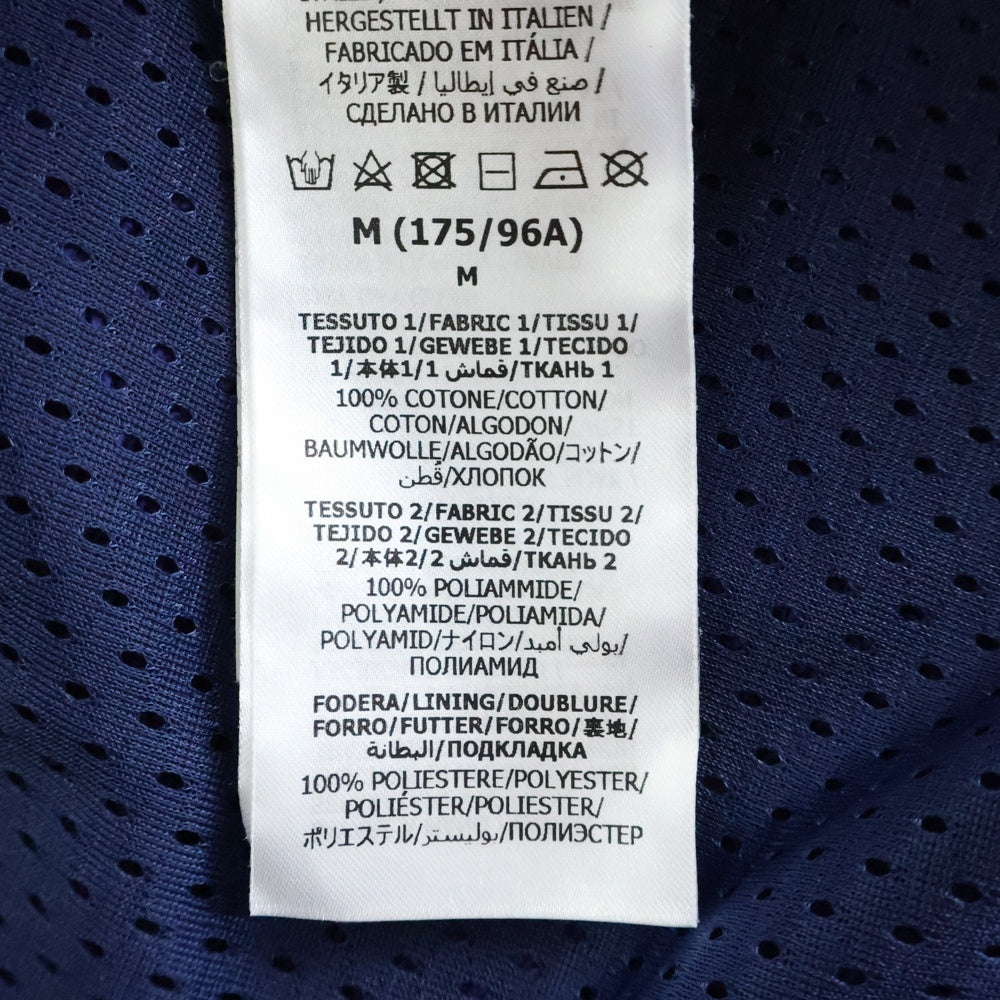 HERGESTELLT IN ITALIEN /
FABRICADO EM ITÁLIA /
イタリア製 / صنع في إيطاليا /
СДЕЛАНО В ИТАЛИИ
M (175/96A)
M
TESSUTO 1/FABRIC 1/TISSU 1/
TEJIDO 1/GEWEBE 1/TECIDO
1/本体1/1 قماش/ТКАНЬ 1
100% COTONE/COTTON/
COTON/ALGODON/
BAUMWOLLE/ALGODÃO/コットン/
قُطن/ХЛОПОК
TESSUTO 2/FABRIC 2/TISSU 2/
TEJIDO 2/GEWEBE 2/TECIDO
2/本体2/2 قماش/ТКАНЬ 2
100% POLIAMMIDE/
POLYAMIDE/POLIAMIDA/
POLYAMID/ナイロン/بولي أميد/
ПОЛИАМИД
FODERA/LINING/DOUBLURE/
FORRO/FUTTER/FORRO/裏地/
البطانة/ПОДКЛАДКА
100% POLIESTERE/POLYESTER/
POLIÉSTER/POLIESTER/
ポリエステル/بوليستر/ПОЛИЭСТЕР